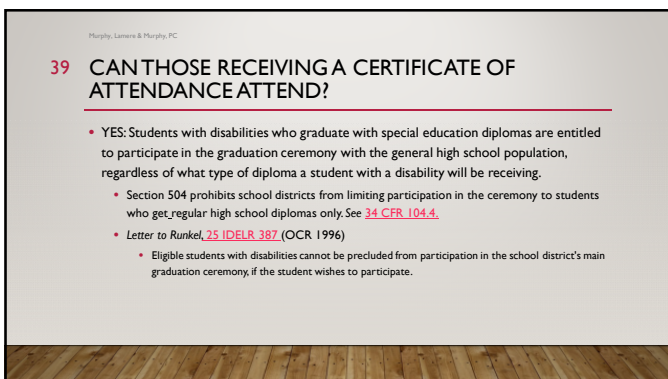 Murphy, Lamere & Murphy, PC
39 CAN THOSE RECEIVING A CERTIFICATE OF
ATTENDANCE ATTEND?
• YES: Students with disabilities who graduate with special education diplomas are entitled
to participate in the graduation ceremony with the general high school population,
regardless of what type of diploma a student with a disability will be receiving.
• Section 504 prohibits school districts from limiting participation in the ceremony to students
who get regular high school diplomas only. See 34 CFR 104.4.
• Letter to Runkel, 25 IDELR 387 (OCR 1996)
• Eligible students with disabilities cannot be precluded from participation in the school district's main
graduation ceremony, if the student wishes to participate.